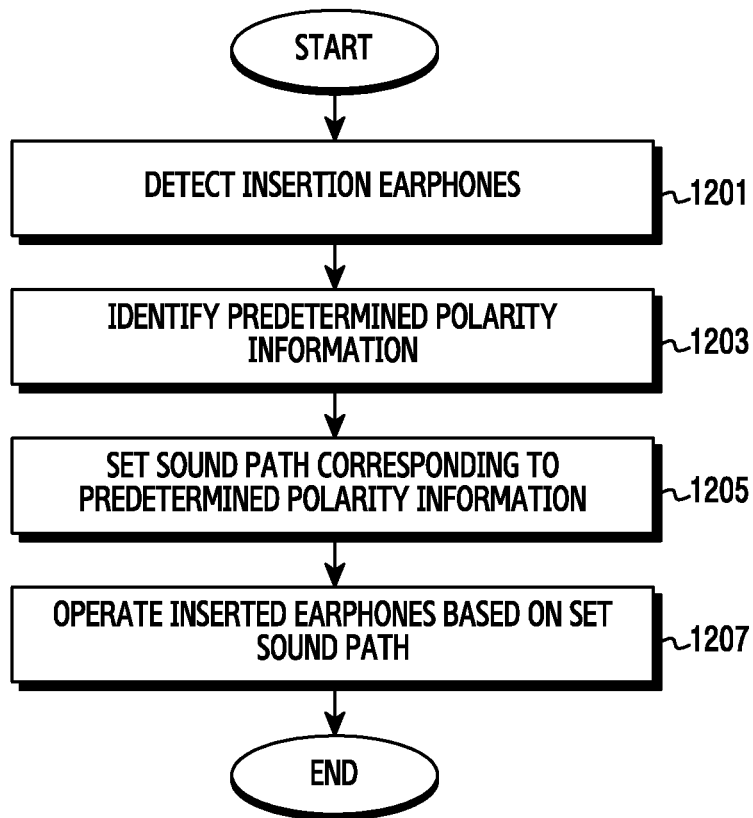 START
DETECT INSERTION EARPHONES
1201
IDENTIFY PREDETERMINED POLARITY
INFORMATION
1203
SET SOUND PATH CORRESPONDING TO
PREDETERMINED POLARITY INFORMATION
1205
OPERATE INSERTED EARPHONES BASED ON SET
SOUND PATH
1207
END